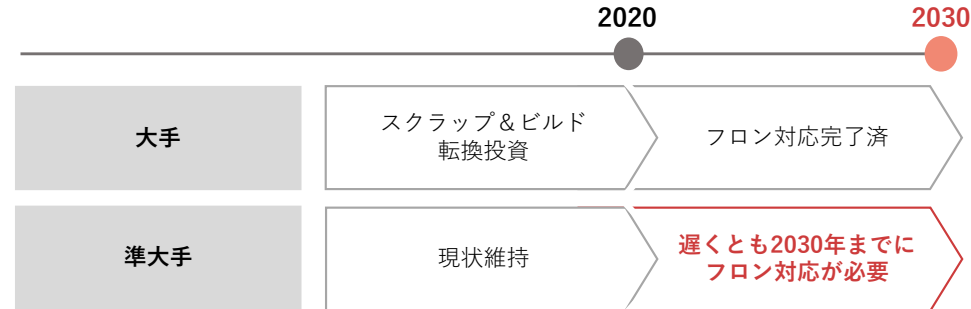 2020
2030
大手
スクラップ＆ビルド
転換投資
フロン対応完了済
準大手
現状維持
遅くとも2030年までに
フロン対応が必要